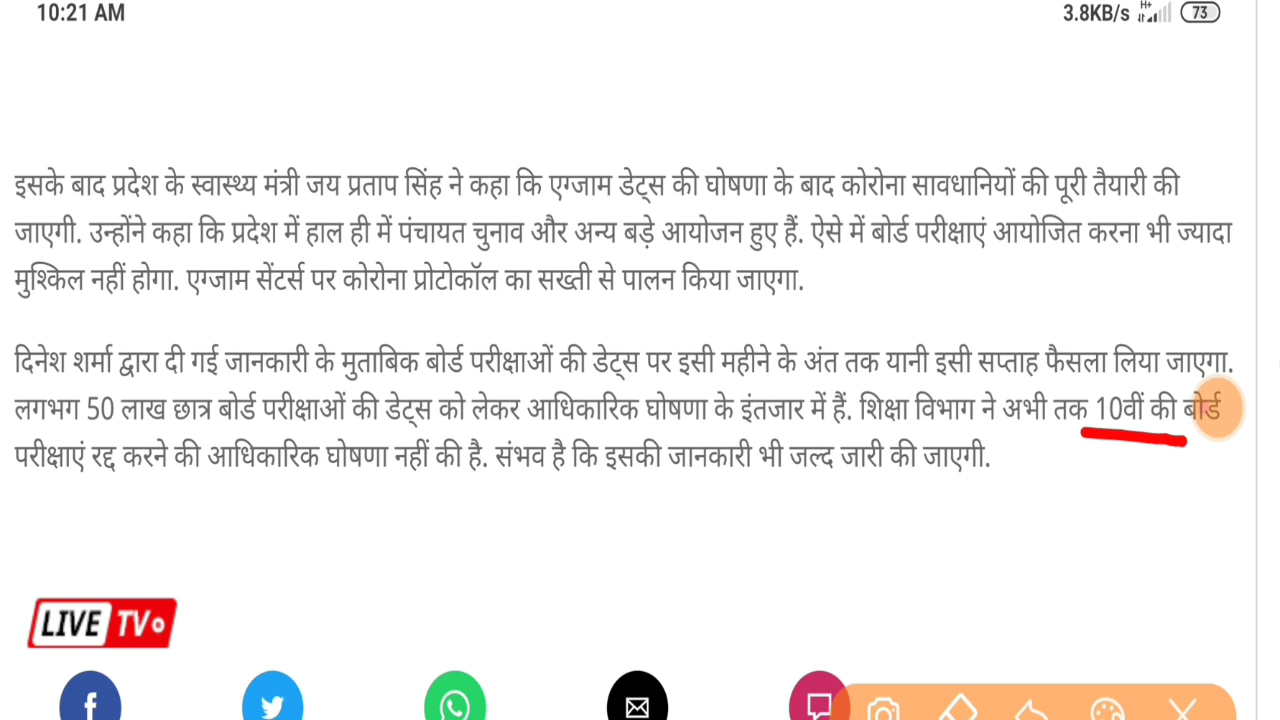 10:21 AM
3.8KB/s H+ 73
इसके बाद प्रदेश के स्वास्थ्य मंत्री जय प्रताप सिंह ने कहा कि एग्जाम डेट्स की घोषणा के बाद कोरोना सावधानियों की पूरी तैयारी की
जाएगी. उन्होंने कहा कि प्रदेश में हाल ही में पंचायत चुनाव और अन्य बड़े आयोजन हुए हैं. ऐसे में बोर्ड परीक्षाएं आयोजित करना भी ज्यादा
मुश्किल नहीं होगा. एग्जाम सेंटर्स पर कोरोना प्रोटोकॉल का सख्ती से पालन किया जाएगा.
दिनेश शर्मा द्वारा दी गई जानकारी के मुताबिक बोर्ड परीक्षाओं की डेट्स पर इसी महीने के अंत तक यानी इसी सप्ताह फैसला लिया जाएगा.
लगभग 50 लाख छात्र बोर्ड परीक्षाओं की डेट्स को लेकर आधिकारिक घोषणा के इंतजार में हैं. शिक्षा विभाग ने अभी तक 10वीं की बोर्ड
परीक्षाएं रद्द करने की आधिकारिक घोषणा नहीं की है. संभव है कि इसकी जानकारी भी जल्द जारी की जाएगी.
LIVE TV